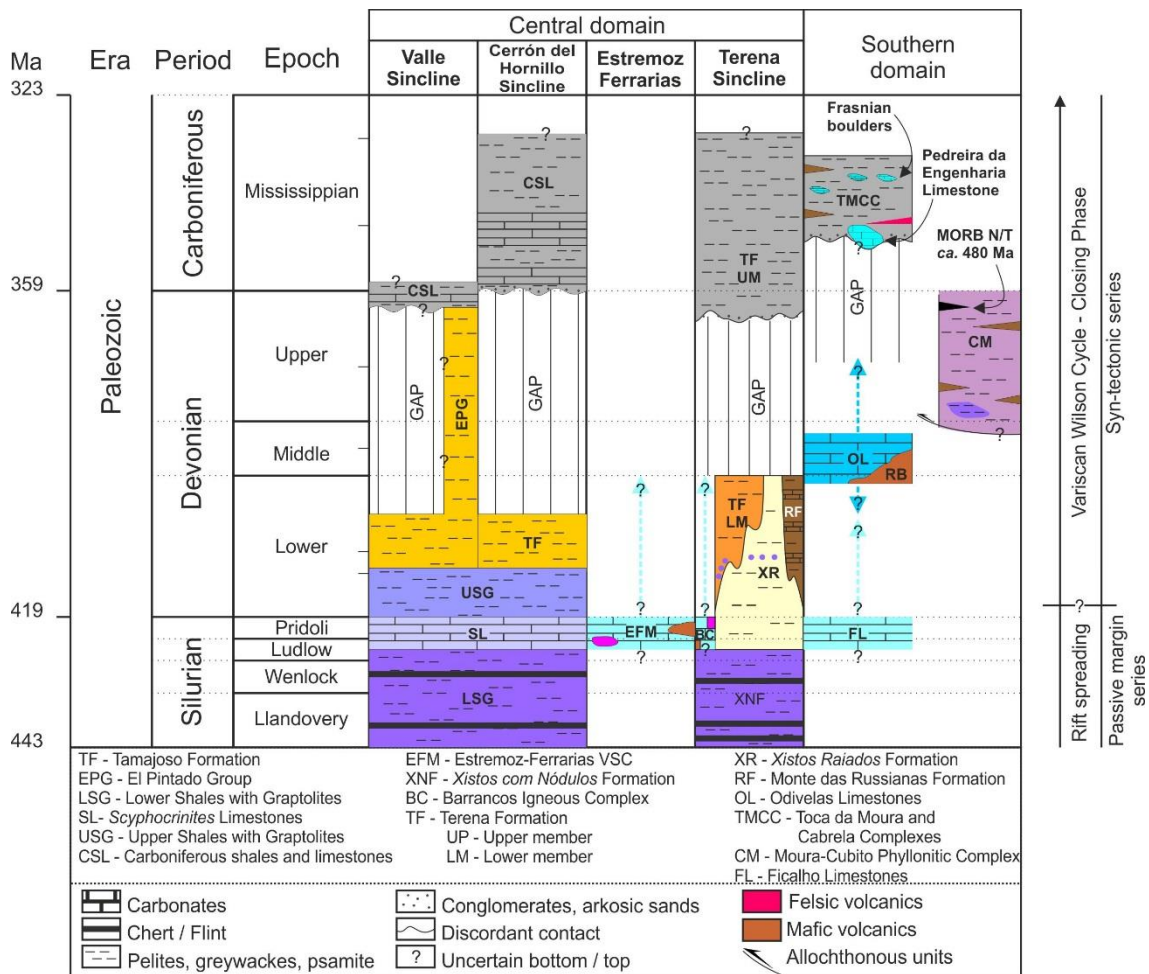 Central domain
Ma
Era
Period
Epoch
Valle
Sincline
Cerrón del
Hornillo
Sincline
Estremoz
Ferrarias
Terena
Sincline
Southern
domain
323
359
419
443
Paleozoic
Carboniferous
Devonian
Silurian
Mississippian
Upper
Middle
Lower
Pridoli
Ludlow
Wenlock
Llandovery
?
CSL
?
GAP
?
EPG
?
USG
SL
LSG
?
CSL
?
GAP
TF
?
?
EFM
?
?
?
BC
?
?
TF
UM
?
GAP
TF
LM
RF
XR
XNF
Frasnian
boulders
Pedreira da
Engenharia
Limestone
MORB N/T
ca. 480 Ma
TMCC
?
GAP
CM
?
?
OL
RB
?
?
?
FL
?
Variscan Wilson Cycle - Closing Phase
Syn-tectonic series
?
Rift spreading
Passive margin
series
TF - Tamajoso Formation
EPG - El Pintado Group
LSG - Lower Shales with Graptolites
SL- Scyphocrinites Limestones
USG - Upper Shales with Graptolites
CSL - Carboniferous shales and limestones
EFM - Estremoz-Ferrarias VSC
XNF - Xistos com Nódulos Formation
BC - Barrancos Igneous Complex
TF - Terena Formation
UP - Upper member
LM - Lower member
XR - Xistos Raiados Formation
RF - Monte das Russianas Formation
OL - Odivelas Limestones
TMCC - Toca da Moura and
Cabrela Complexes
CM - Moura-Cubito Phyllonitic Complex
FL - Ficalho Limestones
Carbonates
Chert / Flint
Pelites, greywackes, psamite
Conglomerates, arkosic sands
Discordant contact
? Uncertain bottom / top
Felsic volcanics
Mafic volcanics
Allochthonous units